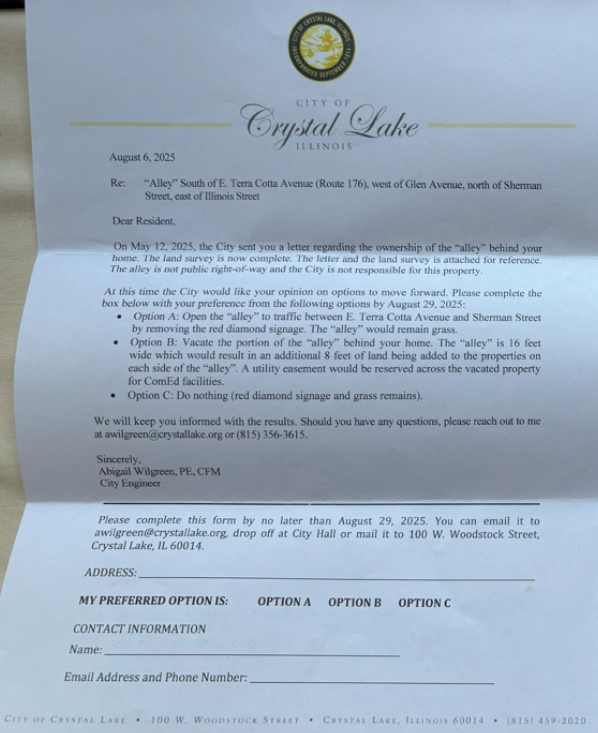 CITY OF CRYSTAL LAKE, ILLINOIS
INCORPORATED SEPTEMBER
CITY OF
Crystal Lake
ILLINOIS
August 6, 2025
Re: "Alley" South of E. Terra Cotta Avenue (Route 176), west of Glen Avenue, north of Sherman
Street, east of Illinois Street
Dear Resident,
On May 12, 2025, the City sent you a letter regarding the ownership of the "alley" behind your
home. The land survey is now complete. The letter and the land survey is attached for reference.
The alley is not public right-of-way and the City is not responsible for this property.
At this time the City would like your opinion on options to move forward. Please complete the
box below with your preference from the following options by August 29, 2025:
• Option A: Open the "alley" to traffic between E. Terra Cotta Avenue and Sherman Street
by removing the red diamond signage. The "alley" would remain grass.
• Option B: Vacate the portion of the "alley" behind your home. The "alley" is 16 feet
wide which would result in an additional 8 feet of land being added to the properties on
each side of the "alley". A utility easement would be reserved across the vacated property
for ComEd facilities.
• Option C: Do nothing (red diamond signage and grass remains).
We will keep you informed with the results. Should you have any questions, please reach out to me
at awilgreen@crystallake.org or (815) 356-3615.
Sincerely,
Abigail Wilgreen, PE, CFM
City Engineer
Please complete this form by no later than August 29, 2025. You can email it to
awilgreen@crystallake.org, drop off at City Hall or mail it to 100 W. Woodstock Street,
Crystal Lake, IL 60014.
ADDRESS:
MY PREFERRED OPTION IS: OPTION A OPTION B OPTION C
CONTACT INFORMATION
Name:
Email Address and Phone Number:
CITY OF CRYSTAL LAKE • 100 W. WOODSTOCK STREET • CRYSTAL LAKE, ILLINOIS 60014 • (815) 459-2020